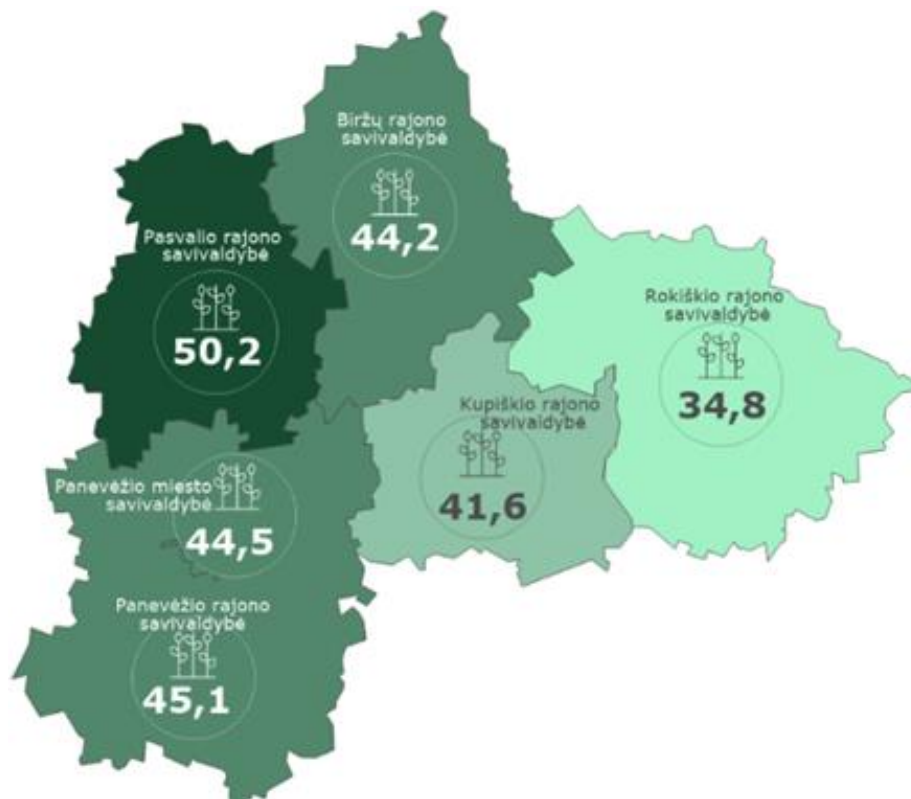 Biržų rajono
savivaldybė
44,2
Pasvalio rajono
savivaldybė
50,2
Rokiškio rajono
savivaldybė
34,8
Kupiškio rajono
savivaldybė
41,6
Panevėžio miesto
savivaldybė
44,5
Panevėžio rajono
savivaldybė
45,1